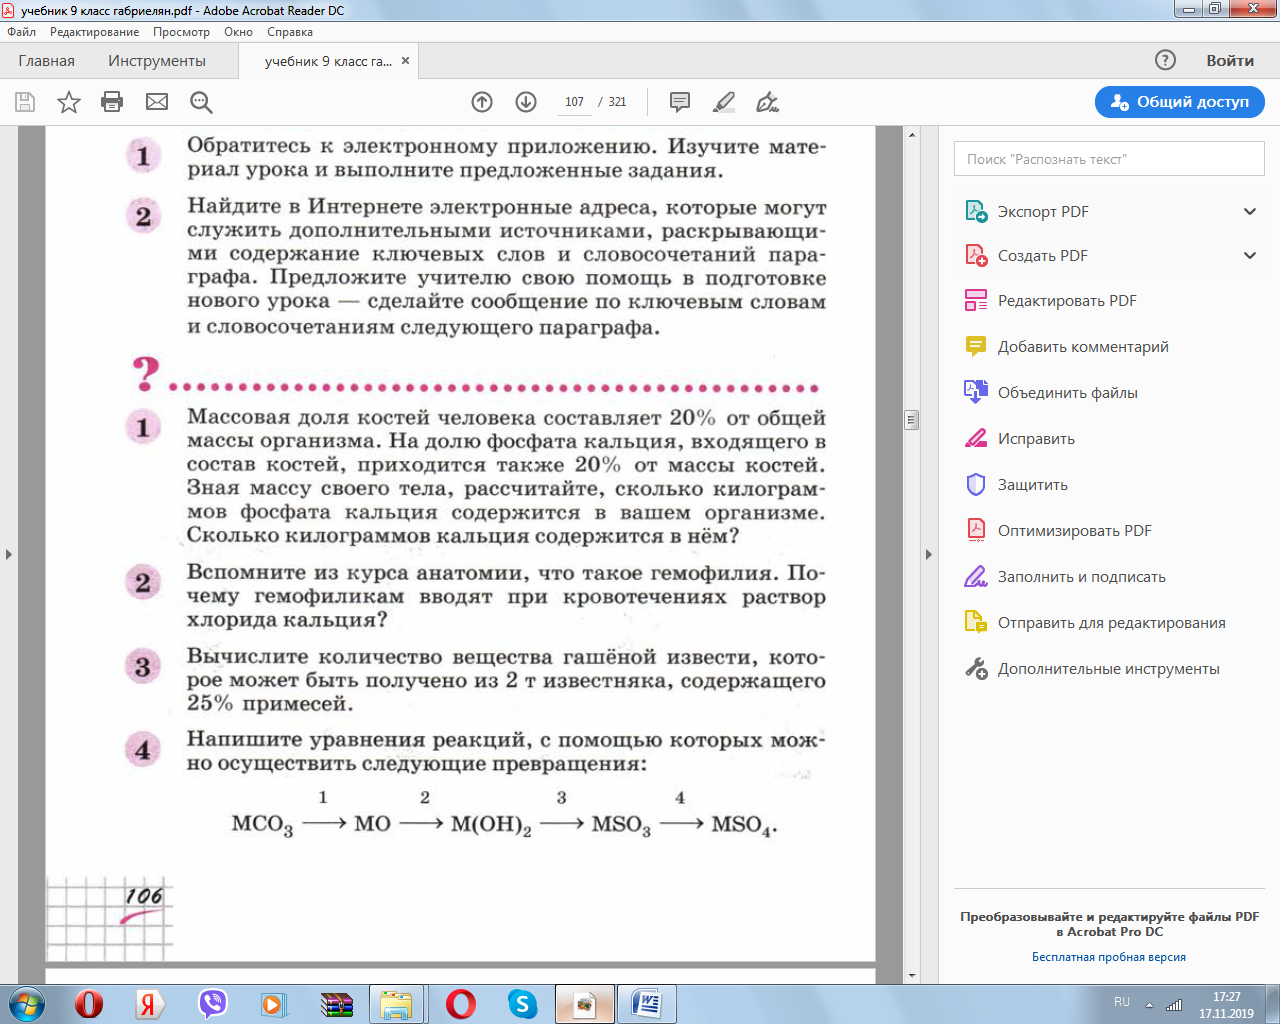 учебник 9 класс габриелян.pdf - Adobe Acrobat Reader DC
Файл Редактирование Просмотр Окно Справка
Главная Инструменты учебник 9 класс га... × Войти
107 / 321 Общий доступ
1 Обратитесь к электронному приложению. Изучите мате-
риал урока и выполните предложенные задания.
2 Найдите в Интернете электронные адреса, которые могут
служить дополнительными источниками, раскрывающи-
ми содержание ключевых слов и словосочетаний пара-
графа. Предложите учителю свою помощь в подготовке
нового урока — сделайте сообщение по ключевым словам
и словосочетаниям следующего параграфа.
?
1 Массовая доля костей человека составляет 20% от общей
массы организма. На долю фосфата кальция, входящего в
состав костей, приходится также 20% от массы костей.
Зная массу своего тела, рассчитайте, сколько килограм-
мов фосфата кальция содержится в вашем организме.
Сколько килограммов кальция содержится в нём?
2 Вспомните из курса анатомии, что такое гемофилия. По-
чему гемофиликам вводят при кровотечениях раствор
хлорида кальция?
3 Вычислите количество вещества гашёной извести, кото-
рое может быть получено из 2 т известняка, содержащего
25% примесей.
4 Напишите уравнения реакций, с помощью которых мож-
но осуществить следующие превращения:
1 2 3 4
MCO₃ ⟶ MO ⟶ M(OH)₂ ⟶ MSO₃ ⟶ MSO₄.
106
Поиск "Распознать текст"
Экспорт PDF
Создать PDF
Редактировать PDF
Добавить комментарий
Объединить файлы
Исправить
Защитить
Оптимизировать PDF
Заполнить и подписать
Отправить для редактирования
Дополнительные инструменты
Преобразовывайте и редактируйте файлы PDF
в Acrobat Pro DC
Бесплатная пробная версия
RU 17:27
17.11.2019